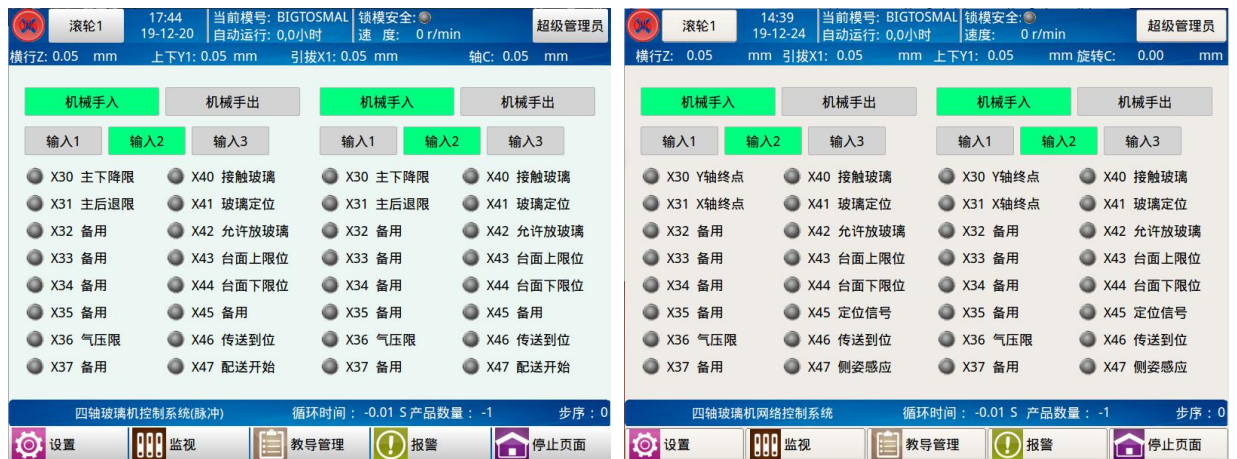 滚轮1
17:44
19-12-20
当前模号: BIGTOSMAL
自动运行: 0,0小时
锁模安全:
速 度: 0 r/min
超级管理员
横行Z: 0.05 mm 上下Y1: 0.05 mm 引拔X1: 0.05 mm 轴C: 0.05 mm
机械手入 机械手出 机械手入 机械手出
输入1 输入2 输入3 输入1 输入2 输入3
X30 主下降限 X40 接触玻璃 X30 主下降限 X40 接触玻璃
X31 主后退限 X41 玻璃定位 X31 主后退限 X41 玻璃定位
X32 备用 X42 允许放玻璃 X32 备用 X42 允许放玻璃
X33 备用 X43 台面上限位 X33 备用 X43 台面上限位
X34 备用 X44 台面下限位 X34 备用 X44 台面下限位
X35 备用 X45 备用 X35 备用 X45 备用
X36 气压限 X46 传送到位 X36 气压限 X46 传送到位
X37 备用 X47 配送开始 X37 备用 X47 配送开始
四轴玻璃机控制系统(脉冲) 循环时间： -0.01 S 产品数量： -1 步序： 0
设置 监视 教导管理 报警 停止页面
滚轮1
14:39
19-12-24
当前模号: BIGTOSMAL
自动运行: 0,0小时
锁模安全:
速度: 0 r/min
超级管理员
横行Z: 0.05 mm 引拔X1: 0.05 mm 上下Y1: 0.05 mm 旋转C: 0.00 mm
机械手入 机械手出 机械手入 机械手出
输入1 输入2 输入3 输入1 输入2 输入3
X30 Y轴终点 X40 接触玻璃 X30 Y轴终点 X40 接触玻璃
X31 X轴终点 X41 玻璃定位 X31 X轴终点 X41 玻璃定位
X32 备用 X42 允许放玻璃 X32 备用 X42 允许放玻璃
X33 备用 X43 台面上限位 X33 备用 X43 台面上限位
X34 备用 X44 台面下限位 X34 备用 X44 台面下限位
X35 备用 X45 定位信号 X35 备用 X45 定位信号
X36 气压限 X46 传送到位 X36 气压限 X46 传送到位
X37 备用 X47 侧姿感应 X37 备用 X47 侧姿感应
四轴玻璃机网络控制系统 循环时间： -0.01 S 产品数量： -1 步序： 0
设置 监视 教导管理 报警 停止页面